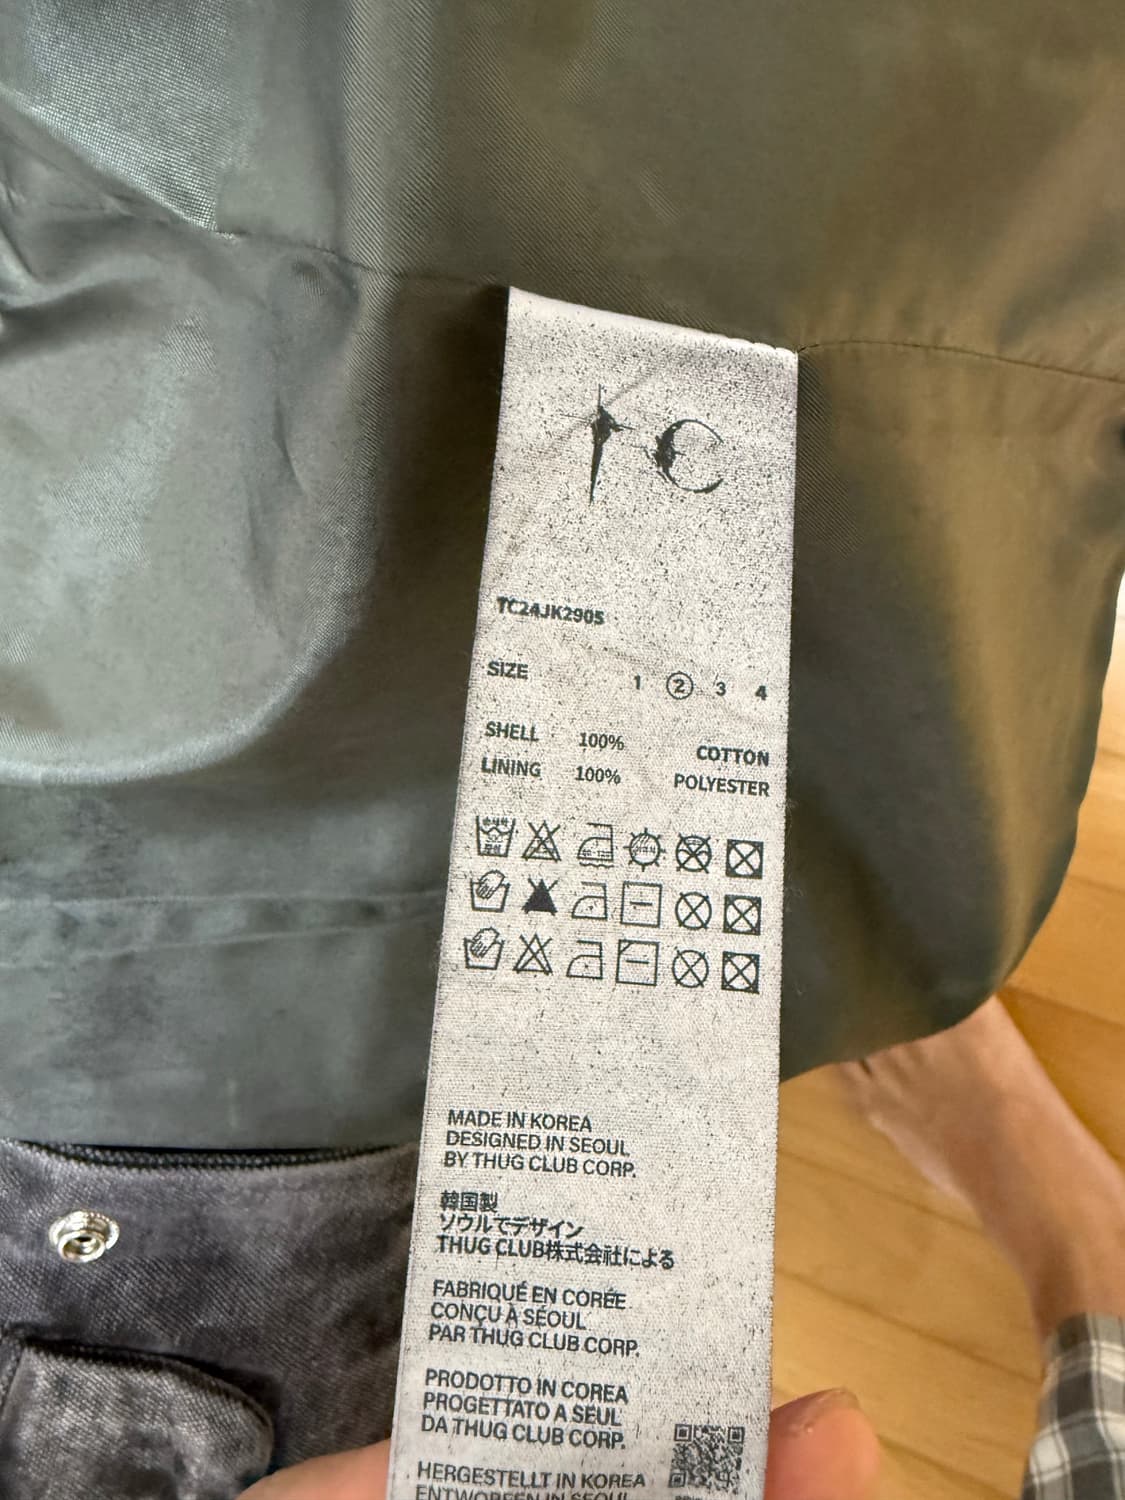 TC
TC24JK2905
SIZE 1 2 3 4
SHELL 100% COTTON
LINING 100% POLYESTER
MADE IN KOREA
DESIGNED IN SEOUL
BY THUG CLUB CORP.
韓国製
ソウルでデザイン
THUG CLUB株式会社による
FABRIQUÉ EN CORÉE
CONÇU À SÉOUL
PAR THUG CLUB CORP.
PRODOTTO IN COREA
PROGETTATO A SEUL
DA THUG CLUB CORP.
HERGESTELLT IN KOREA
ENTWORFEN IN SEOUL